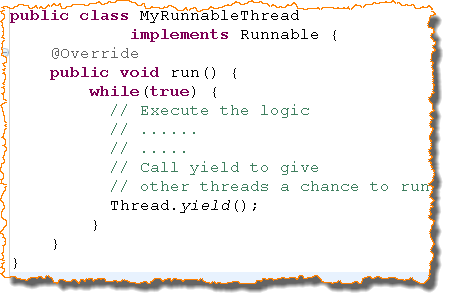 public class MyRunnableThread
implements Runnable {
@Override
public void run() {
while(true) {
// Execute the logic
// ......
// .....
// Call yield to give
// other threads a chance to run
Thread.yield();
}
}
}